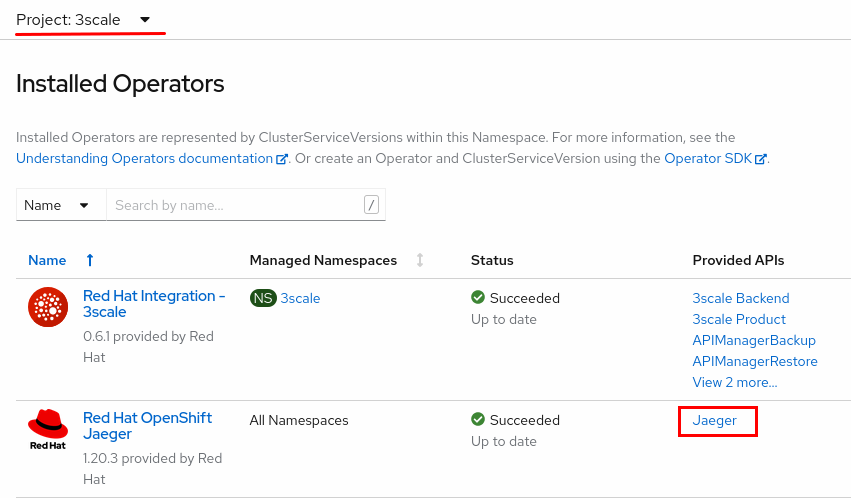 Project: 3scale
Installed Operators
Installed Operators are represented by ClusterServiceVersions within this Namespace. For more information, see the
Understanding Operators documentation. Or create an Operator and ClusterServiceVersion using the Operator SDK.
Name Search by name... /
Name Managed Namespaces Status Provided APIs
Red Hat Integration - NS 3scale Succeeded 3scale Backend
3scale Up to date 3scale Product
0.6.1 provided by Red APIManagerBackup
Hat APIManagerRestore
View 2 more...
Red Hat Red Hat OpenShift All Namespaces Succeeded Jaeger
Jaeger Up to date
1.20.3 provided by Red
Hat